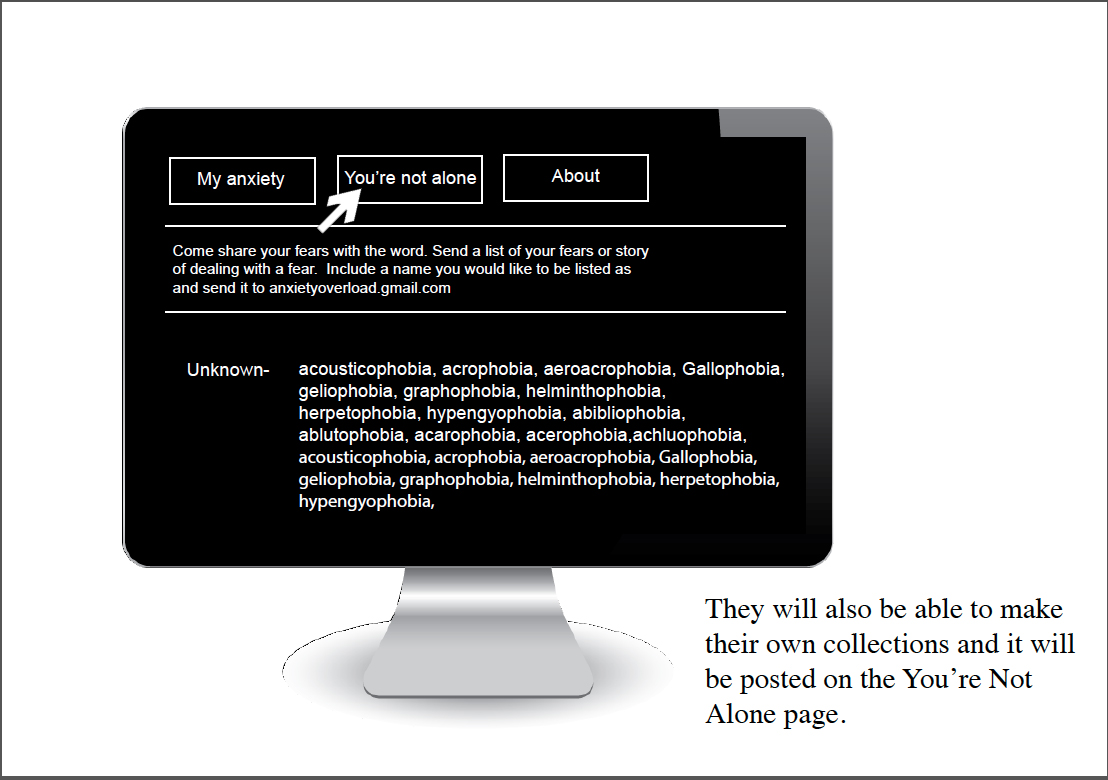 My anxiety
You're not alone
About
Come share your fears with the word. Send a list of your fears or story
of dealing with a fear.  Include a name you would like to be listed as
and send it to anxietyoverload.gmail.com
Unknown-
acousticophobia, acrophobia, aeroacrophobia, Gallophobia,
geliophobia, graphophobia, helminthophobia,
herpetophobia, hypengyophobia, abibliophobia,
ablutophobia, acarophobia, acerophobia,achluophobia,
acousticophobia, acrophobia, aeroacrophobia, Gallophobia,
geliophobia, graphophobia, helminthophobia, herpetophobia,
hypengyophobia,
They will also be able to make
their own collections and it will
be posted on the You're Not
Alone page.